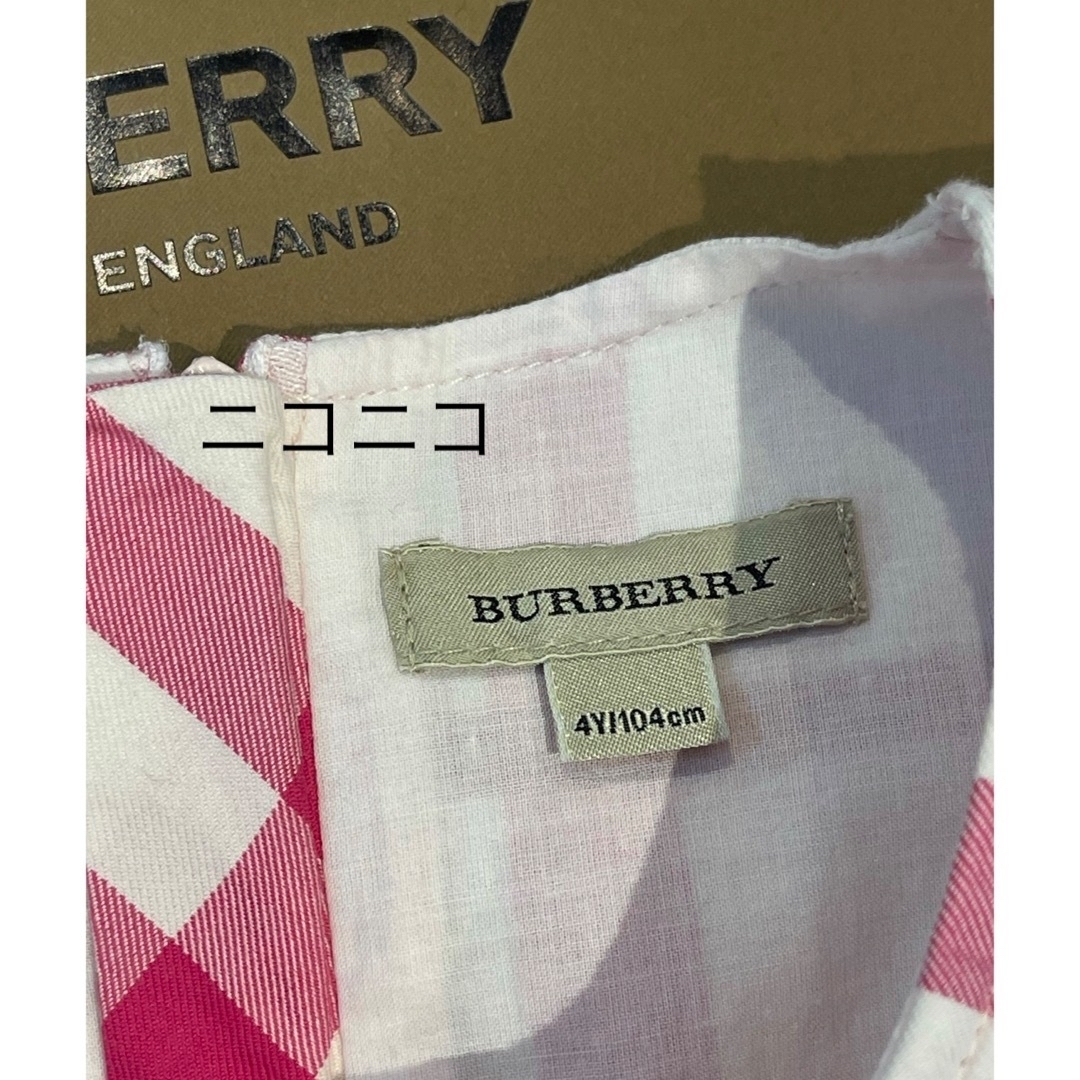 ERRY
ENGLAND
ニコニコ
BURBERRY
4Y/104cm